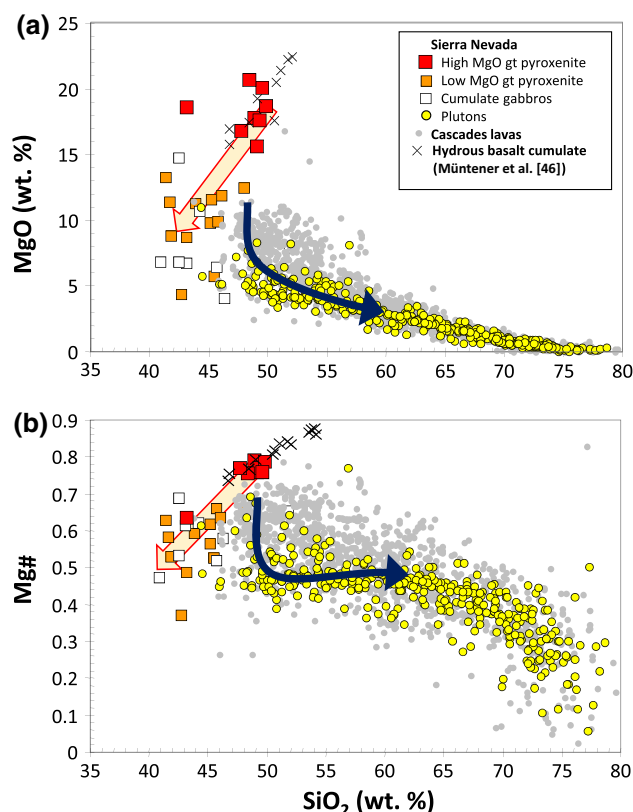 (a)
Sierra Nevada
High MgO gt pyroxenite
Low MgO gt pyroxenite
Cumulate gabbros
Plutons
Cascades lavas
Hydrous basalt cumulate
(Müntener et al. [46])
MgO (wt. %)
25
20
15
10
5
0
35 40 45 50 55 60 65 70 75 80
(b)
Mg#
0.9
0.8
0.7
0.6
0.5
0.4
0.3
0.2
0.1
0
35 40 45 50 55 60 65 70 75 80
SiO₂ (wt. %)